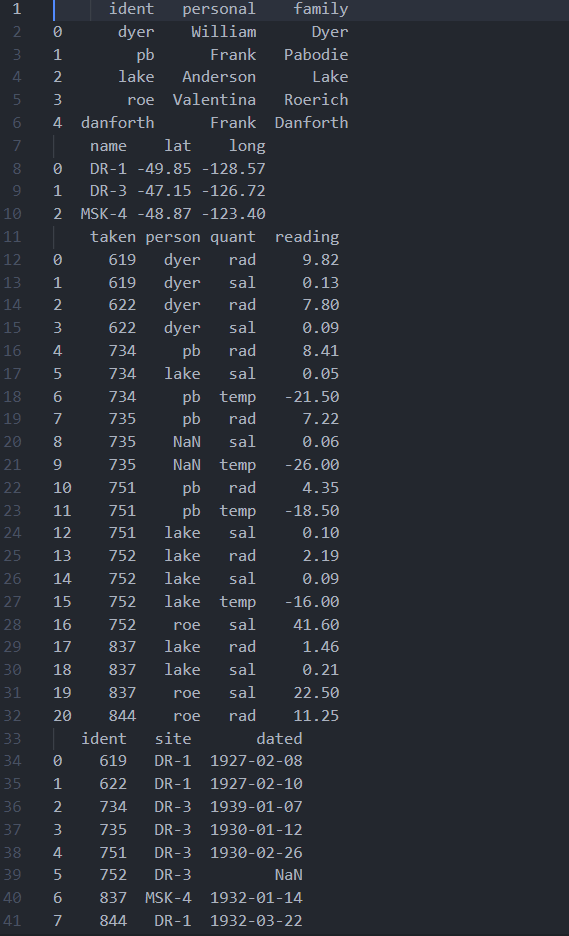 1 ident personal family
2 0 dyer William Dyer
3 1 pb Frank Pabodie
4 2 lake Anderson Lake
5 3 roe Valentina Roerich
6 4 danforth Frank Danforth
7 name lat long
8 0 DR-1 -49.85 -128.57
9 1 DR-3 -47.15 -126.72
10 2 MSK-4 -48.87 -123.40
11 taken person quant reading
12 0 619 dyer rad 9.82
13 1 619 dyer sal 0.13
14 2 622 dyer rad 7.80
15 3 622 dyer sal 0.09
16 4 734 pb rad 8.41
17 5 734 lake sal 0.05
18 6 734 pb temp -21.50
19 7 735 pb rad 7.22
20 8 735 NaN sal 0.06
21 9 735 NaN temp -26.00
22 10 751 pb rad 4.35
23 11 751 pb temp -18.50
24 12 751 lake sal 0.10
25 13 752 lake rad 2.19
26 14 752 lake sal 0.09
27 15 752 lake temp -16.00
28 16 752 roe sal 41.60
29 17 837 lake rad 1.46
30 18 837 lake sal 0.21
31 19 837 roe sal 22.50
32 20 844 roe rad 11.25
33 ident site dated
34 0 619 DR-1 1927-02-08
35 1 622 DR-1 1927-02-10
36 2 734 DR-3 1939-01-07
37 3 735 DR-3 1930-01-12
38 4 751 DR-3 1930-02-26
39 5 752 DR-3 NaN
40 6 837 MSK-4 1932-01-14
41 7 844 DR-1 1932-03-22